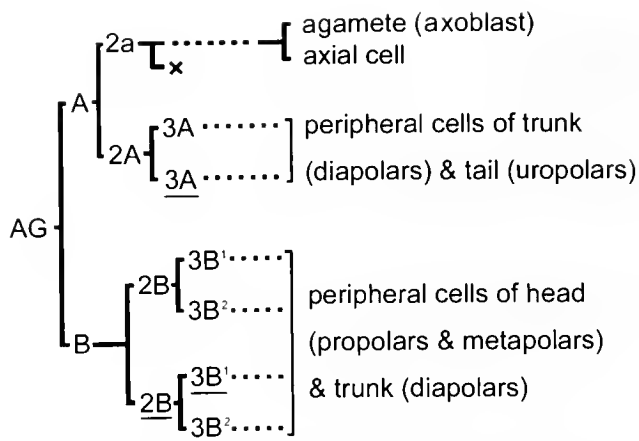 agamete (axoblast)
2a
axial cell
×
A
3A
peripheral cells of trunk
2A
3A
(diapolars) & tail (uropolars)
AG
3B¹
2B
peripheral cells of head
3B²
(propolars & metapolars)
B
3B¹
& trunk (diapolars)
2B
3B²